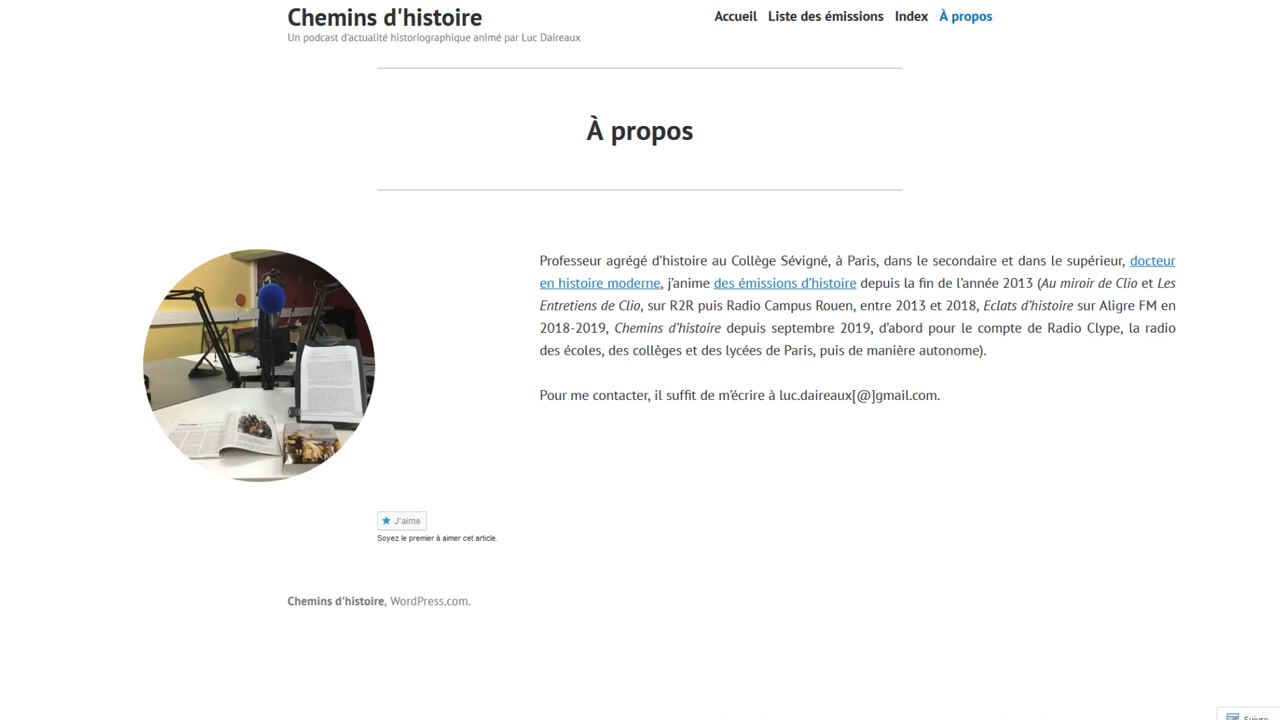 Chemins d'histoire
Un podcast d'actualité historiographique animé par Luc Daireaux
Accueil Liste des émissions Index À propos
À propos
Professeur agrégé d’histoire au Collège Sévigné, à Paris, dans le secondaire et dans le supérieur, docteur
en histoire moderne, j’anime des émissions d’histoire depuis la fin de l’année 2013 (Au miroir de Clio et Les
Entretiens de Clio, sur R2R puis Radio Campus Rouen, entre 2013 et 2018, Eclats d’histoire sur Aligre FM en
2018-2019, Chemins d’histoire depuis septembre 2019, d’abord pour le compte de Radio Clype, la radio
des écoles, des collèges et des lycées de Paris, puis de manière autonome).
Pour me contacter, il suffit de m’écrire à luc.daireaux[@]gmail.com.
J'aime
Soyez le premier à aimer cet article.
Chemins d'histoire, WordPress.com.
Suivre